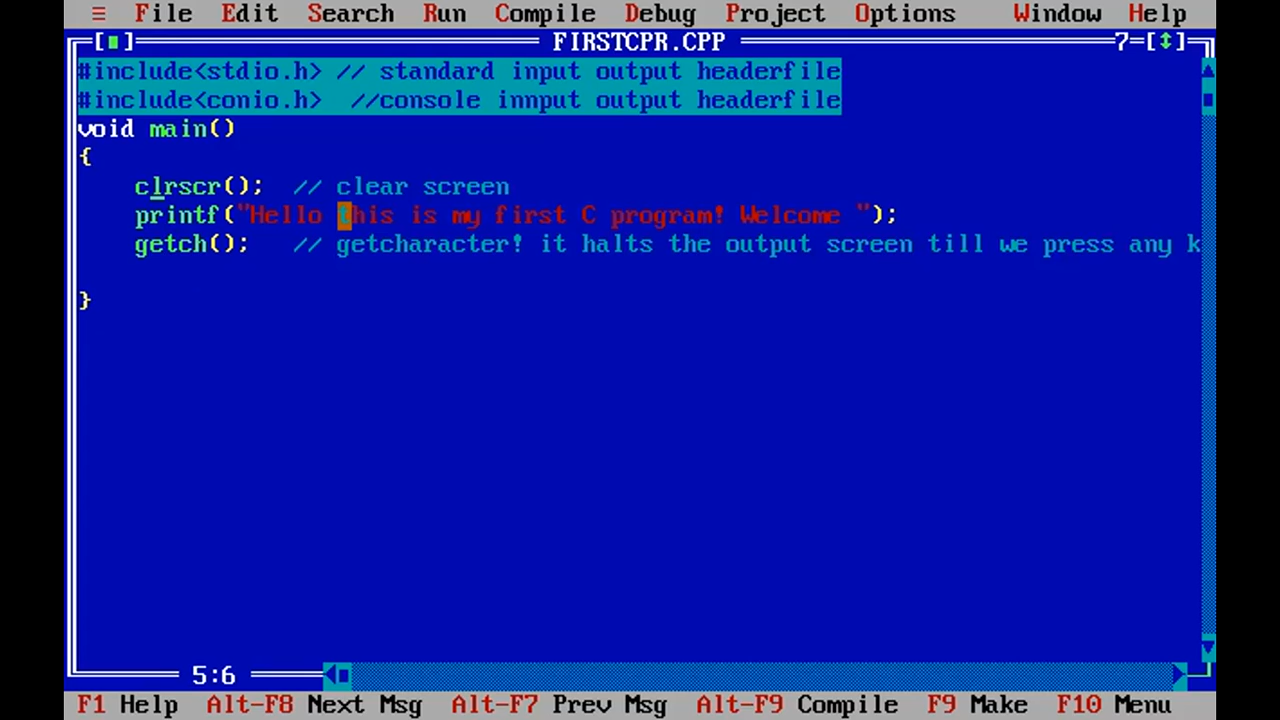 ≡ File Edit Search Run Compile Debug Project Options Window Help
[■] FIRSTCPR.CPP 7=[↕]
#include<stdio.h> // standard input output headerfile
#include<conio.h> //console innput output headerfile
void main()
{
clrscr(); // clear screen
printf("Hello this is my first C program! Welcome ");
getch(); // getcharacter! it halts the output screen till we press any k
}
5:6
F1 Help Alt-F8 Next Msg Alt-F7 Prev Msg Alt-F9 Compile F9 Make F10 Menu